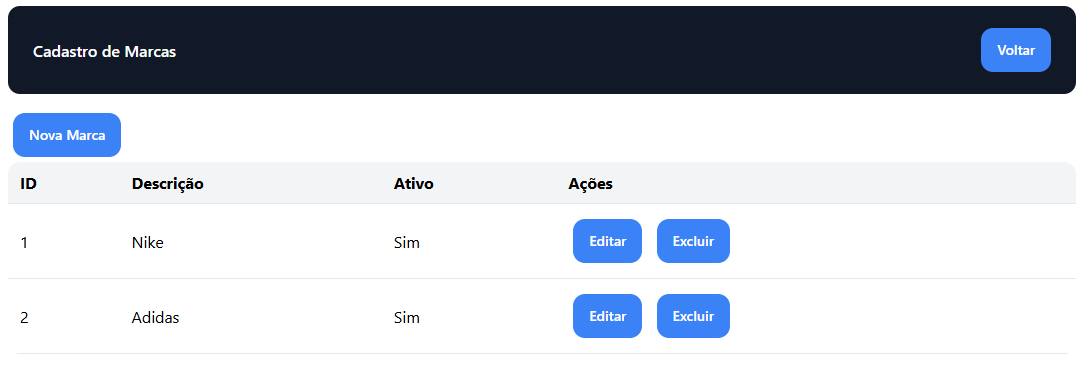 Cadastro de Marcas Voltar
Nova Marca
ID Descrição Ativo Ações
1 Nike Sim Editar Excluir
2 Adidas Sim Editar Excluir